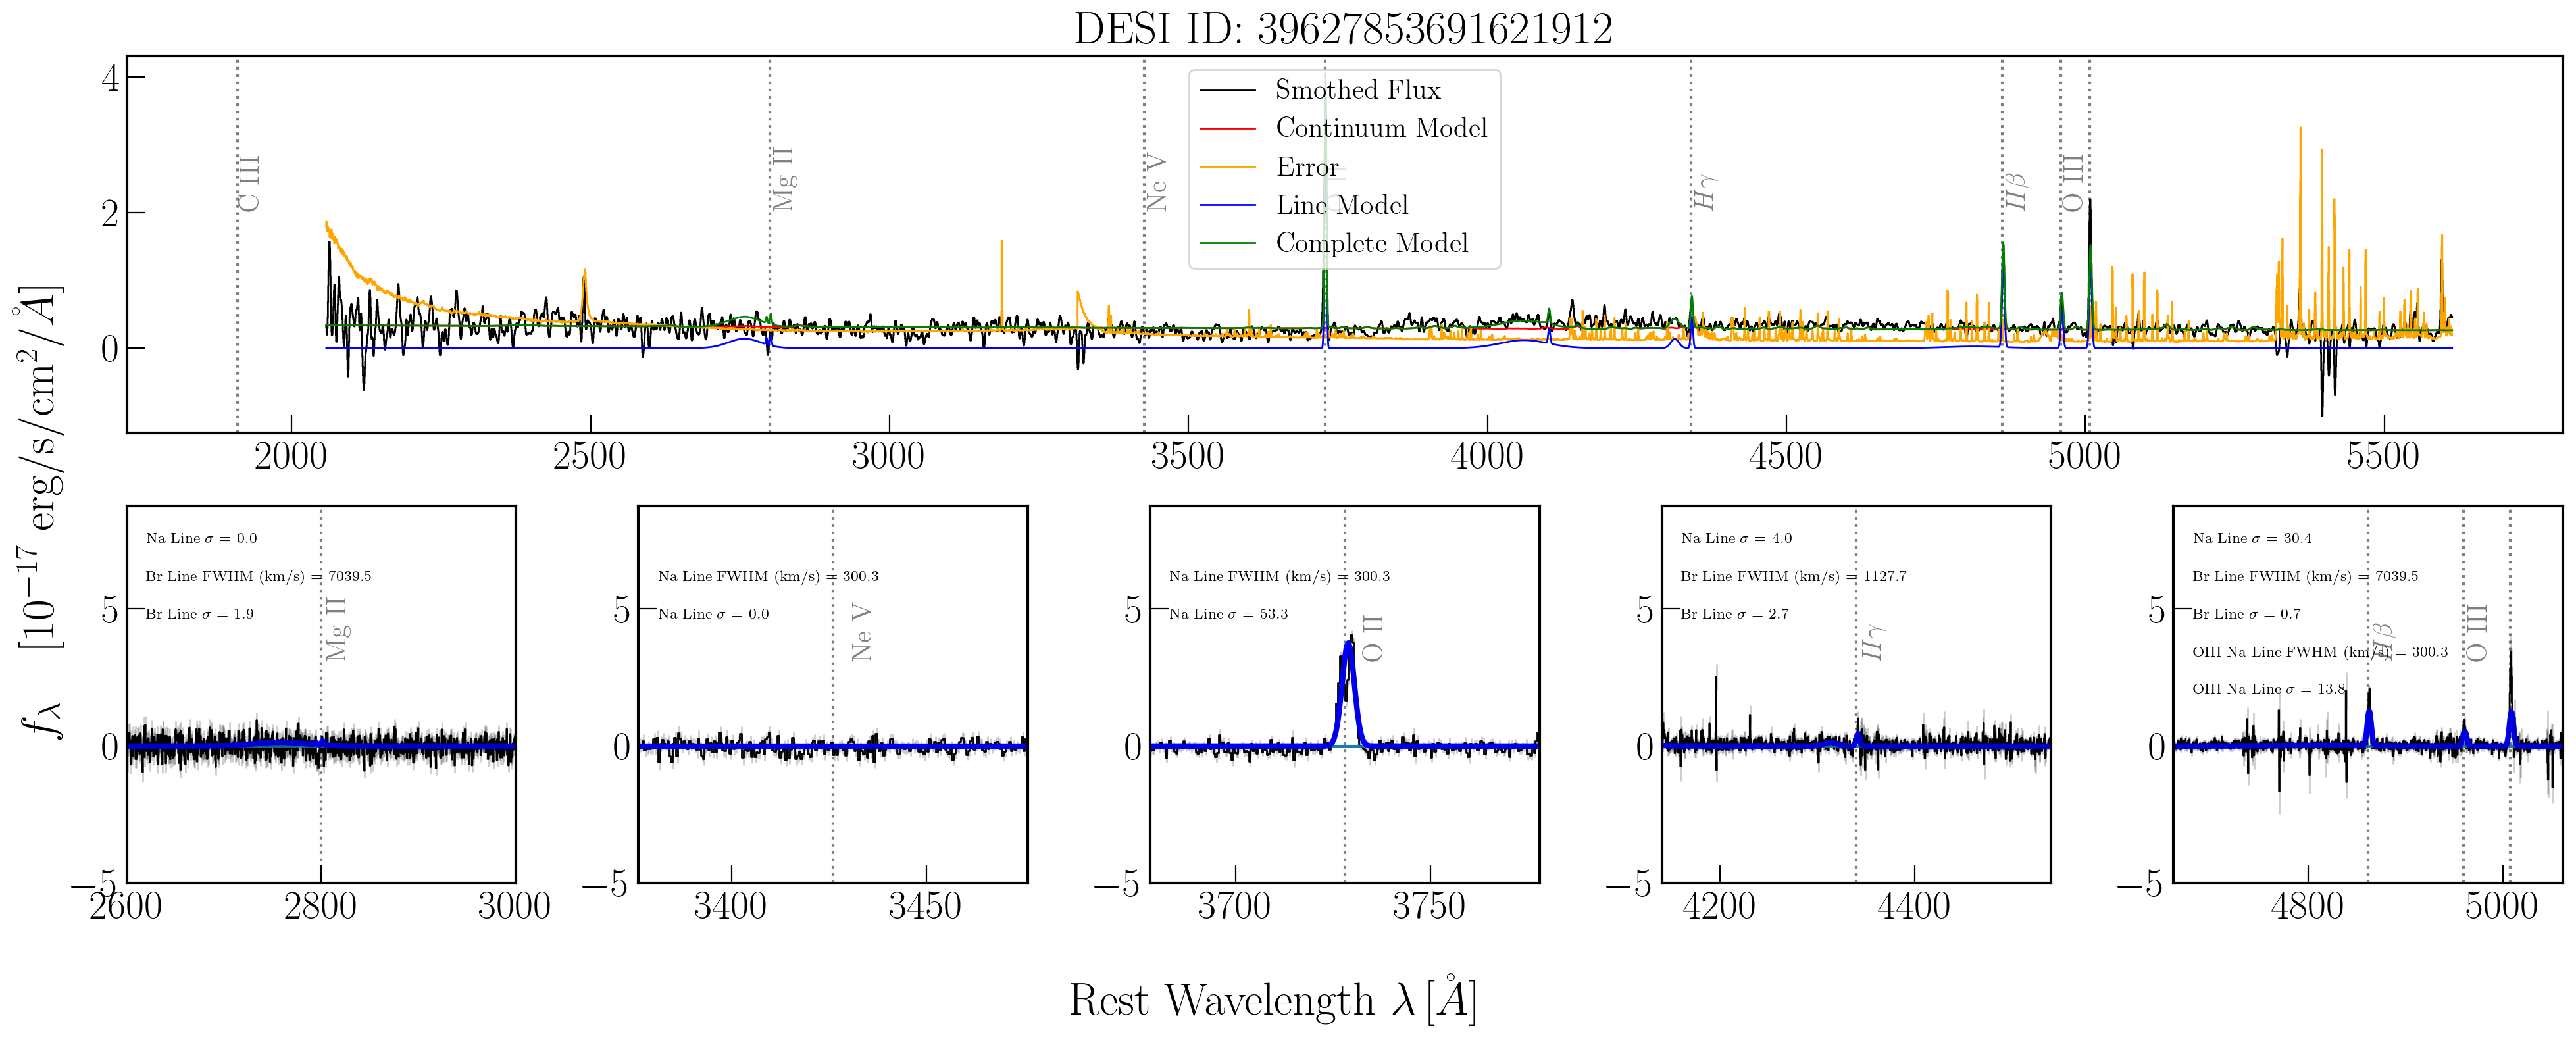 DESI ID: 39627853691621912
f_λ [10^{-17} erg/s/cm^2/Å]
4
2
0
C III
Mg II
Ne V
O II
Hγ
Hβ
O III
Smothed Flux
Continuum Model
Error
Line Model
Complete Model
2000 2500 3000 3500 4000 4500 5000 5500
Na Line σ = 0.0
Br Line FWHM (km/s) = 7039.5
Br Line σ = 1.9
Mg II
5
0
−5
2600 2800 3000
Na Line FWHM (km/s) = 300.3
Na Line σ = 0.0
Ne V
5
0
−5
3400 3450
Na Line FWHM (km/s) = 300.3
Na Line σ = 53.3
O II
5
0
−5
3700 3750
Na Line σ = 4.0
Br Line FWHM (km/s) = 1127.7
Br Line σ = 2.7
Hγ
5
0
−5
4200 4400
Na Line σ = 30.4
Br Line FWHM (km/s) = 7039.5
Br Line σ = 0.7
OIII Na Line FWHM (km/s) = 300.3
OIII Na Line σ = 13.8
Hβ
O III
5
0
−5
4800 5000
Rest Wavelength λ [Å]